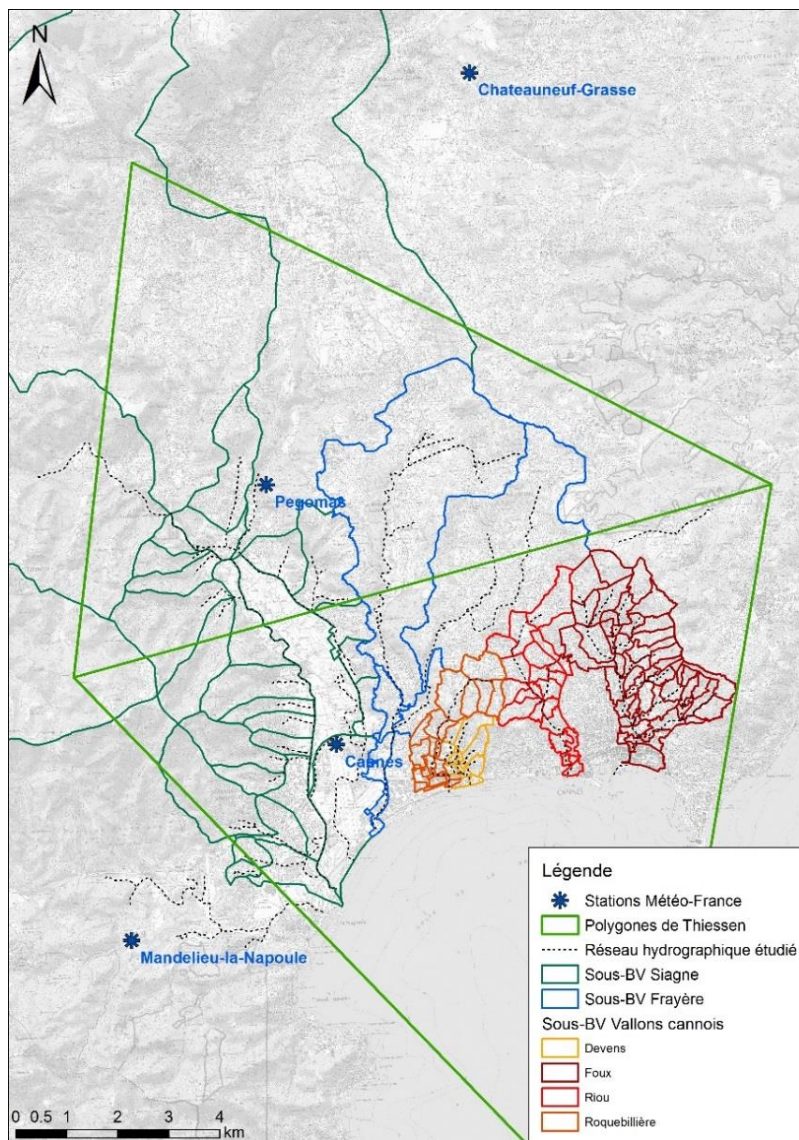 N
Chateauneuf-Grasse
Pegomas
Cannes
Mandelieu-la-Napoule
Légende
Stations Météo-France
Polygones de Thiessen
Réseau hydrographique étudié
Sous-BV Siagne
Sous-BV Frayère
Sous-BV Vallons cannois
Devens
Foux
Riou
Roquebillière
0 0.5 1 2 3 4
km